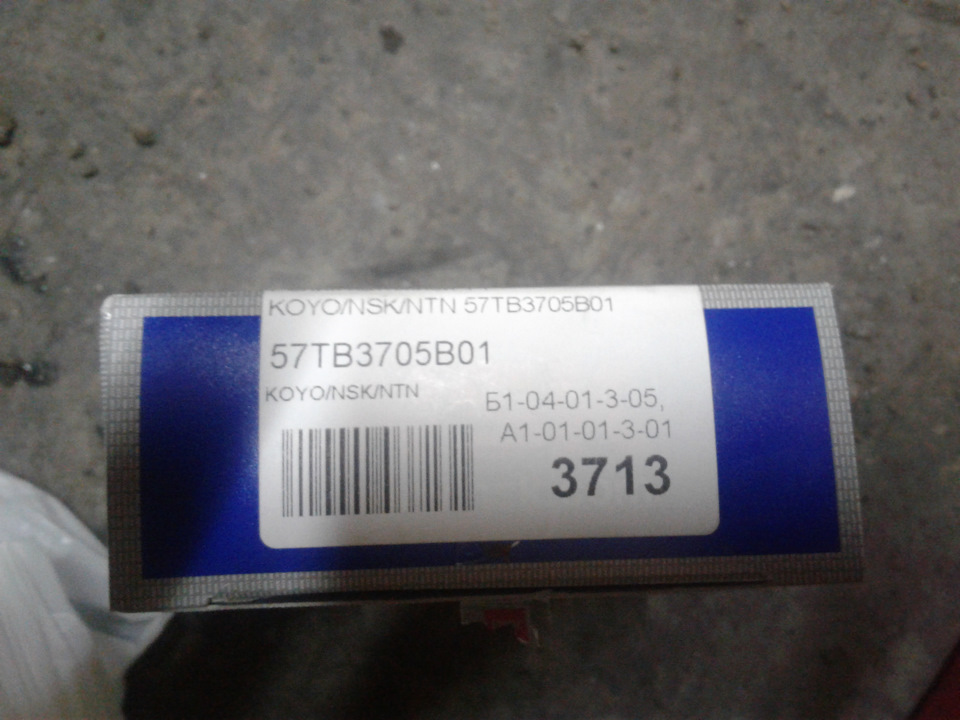 KOYO/NSK/NTN 57TB3705B01
57TB3705B01
KOYO/NSK/NTN
Б1-04-01-3-05,
А1-01-01-3-01
3713